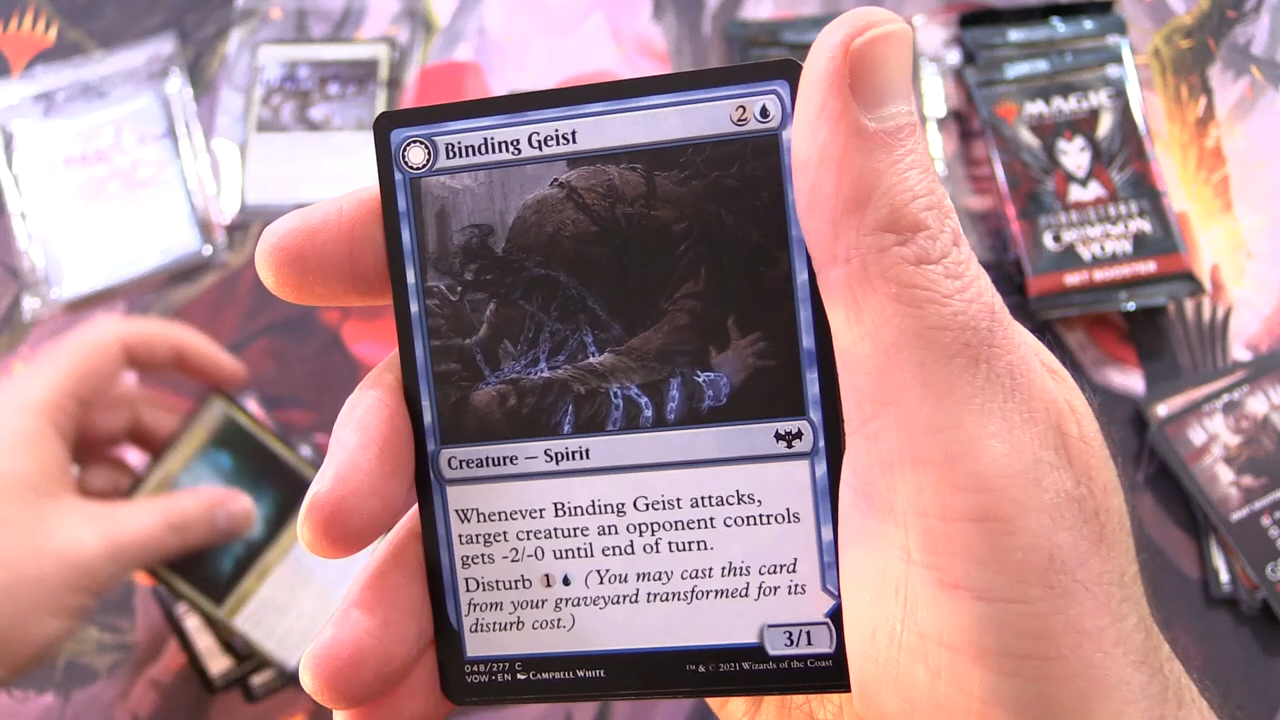 Binding Geist
2
Creature — Spirit
Whenever Binding Geist attacks,
target creature an opponent controls
gets -2/-0 until end of turn.
Disturb 1 (You may cast this card
from your graveyard transformed for its
disturb cost.)
3/1
048/277 C
VOW • EN CAMPBELL WHITE
™ & © 2021 Wizards of the Coast
MAGIC
CRIMSON
VOW
SET BOOSTER